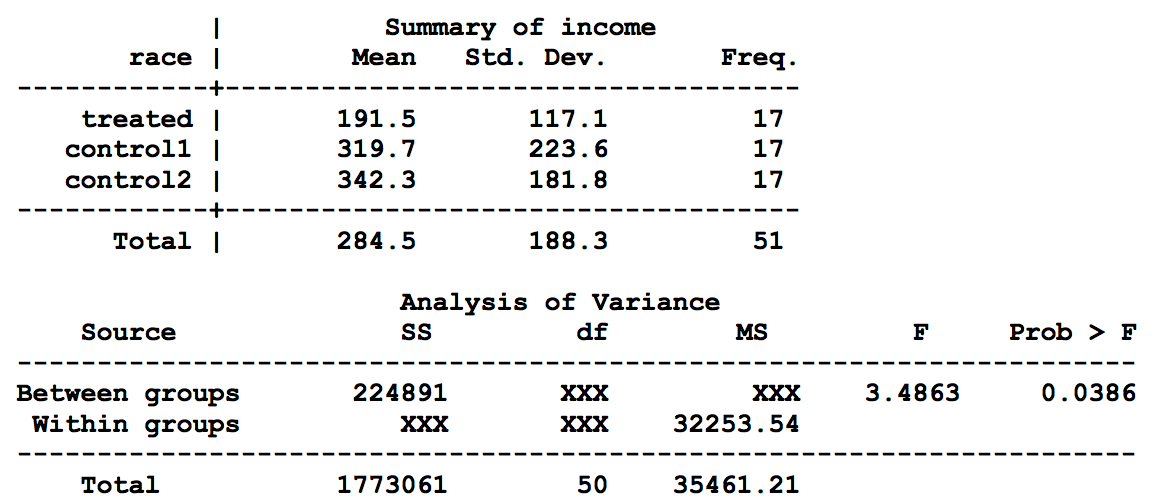 |          Summary of income
       race |        Mean   Std. Dev.       Freq.
------------+------------------------------------
    treated |       191.5       117.1          17
   control1 |       319.7       223.6          17
   control2 |       342.3       181.8          17
------------+------------------------------------
      Total |       284.5       188.3          51
                        Analysis of Variance
    Source              SS         df        MS         F     Prob > F
----------------------------------------------------------------------
Between groups       224891       XXX       XXX    3.4863     0.0386
 Within groups          XXX       XXX  32253.54
----------------------------------------------------------------------
    Total           1773061        50  35461.21